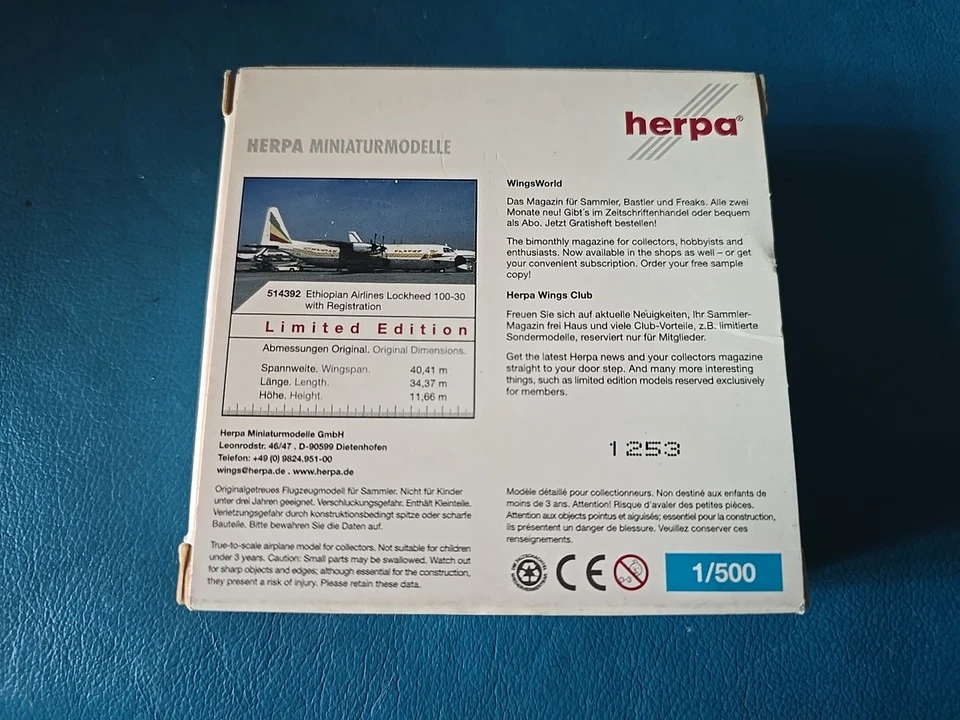 herpa®
HERPA MINIATURMODELLE
514392 Ethiopian Airlines Lockheed 100-30
with Registration
Limited Edition
Abmessungen Original. Original Dimensions.
Spannweite. Wingspan. 40,41 m
Länge. Length. 34,37 m
Höhe. Height. 11,66 m
Herpa Miniaturmodelle GmbH
Leonrodstr. 46/47 . D-90599 Dietenhofen
Telefon: +49 (0) 9824.951-00
wings@herpa.de . www.herpa.de
Originalgetreues Flugzeugmodell für Sammler. Nicht für Kinder
unter drei Jahren geeignet. Verschluckungsgefahr. Enthält Kleinteile.
Verletzungsgefahr durch konstruktionsbedingt spitze oder scharfe
Bauteile. Bitte bewahren Sie die Daten auf.
True-to-scale airplane model for collectors. Not suitable for children
under 3 years. Caution: Small parts may be swallowed. Watch out
for sharp objects and edges; although essential for the construction,
they present a risk of injury. Please retain these data.
WingsWorld
Das Magazin für Sammler, Bastler und Freaks. Alle zwei
Monate neu! Gibt´s im Zeitschriftenhandel oder bequem
als Abo. Jetzt Gratisheft bestellen!
The bimonthly magazine for collectors, hobbyists and
enthusiasts. Now available in the shops as well – or get
your convenient subscription. Order your free sample
copy!
Herpa Wings Club
Freuen Sie sich auf aktuelle Neuigkeiten, Ihr Sammler-
Magazin frei Haus und viele Club-Vorteile, z.B. limitierte
Sondermodelle, reserviert nur für Mitglieder.
Get the latest Herpa news and your collectors magazine
straight to your door step. And many more interesting
things, such as limited edition models reserved exclusively
for members.
1253
Modèle détaillé pour collectionneurs. Non destiné aux enfants de
moins de 3 ans. Attention! Risque d'avaler des petites pièces.
Attention aux objects pointus et aiguisés; essentiel pour la construction,
ils présentent un danger de blessure. Veuillez conserver ces
renseignements.
CE
0-3
1/500